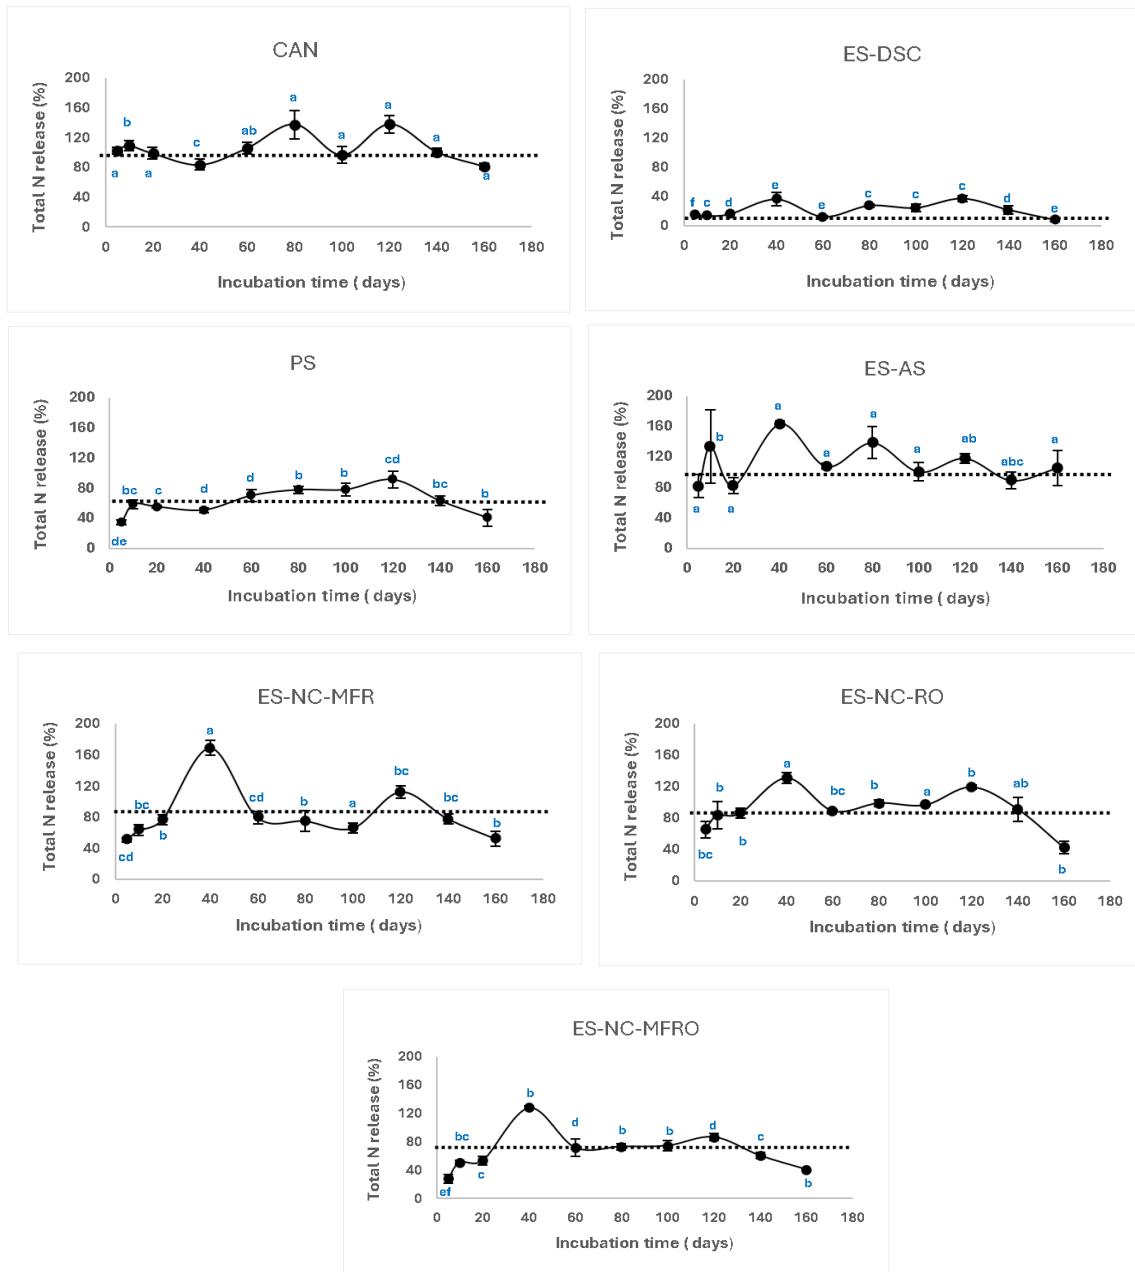 CAN
Total N release (%)
200
160
120
80
40
0
a
b
a
c
ab
a
a
a
a
a
0 20 40 60 80 100 120 140 160 180
Incubation time ( days)
ES-DSC
Total N release (%)
200
160
120
80
40
0
f c d e e c c c d e
0 20 40 60 80 100 120 140 160 180
Incubation time ( days)
PS
Total N release (%)
200
160
120
80
40
0
de
bc
c
d
d
b
b
cd
bc
b
0 20 40 60 80 100 120 140 160 180
Incubation time ( days)
ES-AS
Total N release (%)
200
160
120
80
40
0
a
b
a
a
a
a
a
ab
abc
a
0 20 40 60 80 100 120 140 160 180
Incubation time ( days)
ES-NC-MFR
Total N release (%)
200
160
120
80
40
0
cd
bc
b
a
cd
b
a
bc
bc
b
0 20 40 60 80 100 120 140 160 180
Incubation time ( days)
ES-NC-RO
Total N release (%)
200
160
120
80
40
0
bc
b
b
a
bc
b
a
b
ab
b
0 20 40 60 80 100 120 140 160 180
Incubation time ( days)
ES-NC-MFRO
Total N release (%)
200
160
120
80
40
0
ef
bc
c
b
d
b
b
d
c
b
0 20 40 60 80 100 120 140 160 180
Incubation time ( days)